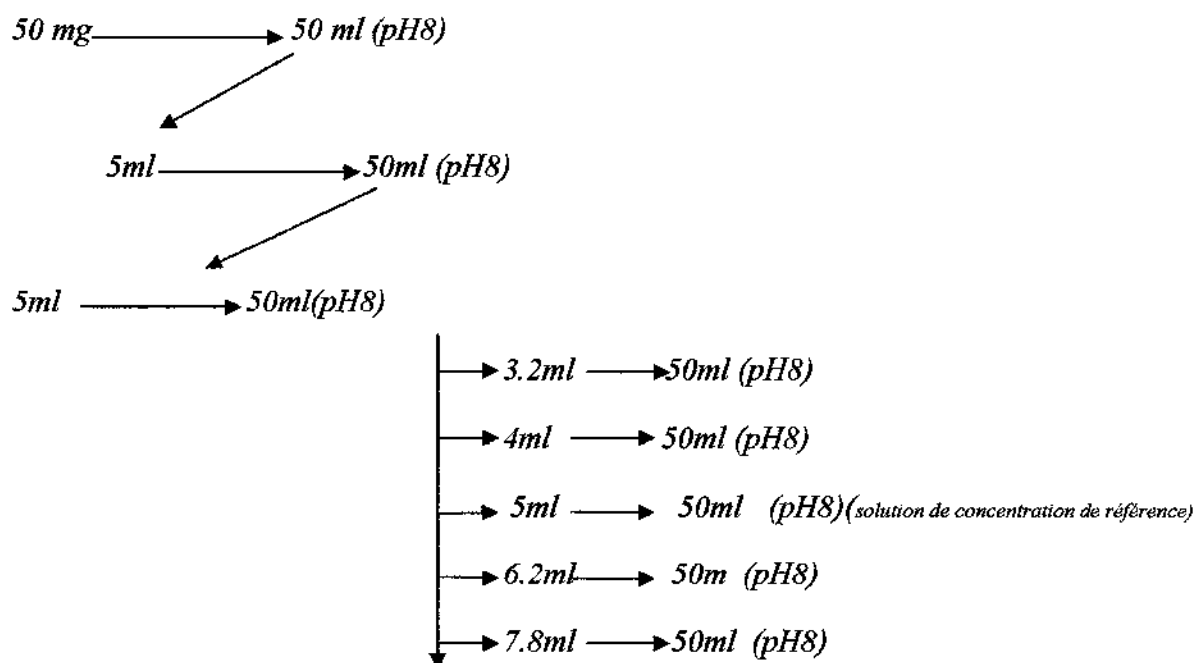 50 mg 50 ml (pH8)
5ml 50ml (pH8)
5ml 50ml(pH8)
3.2ml 50ml (pH8)
4ml 50ml (pH8)
5ml 50ml (pH8)(solution de concentration de référence)
6.2ml 50m (pH8)
7.8ml 50ml (pH8)